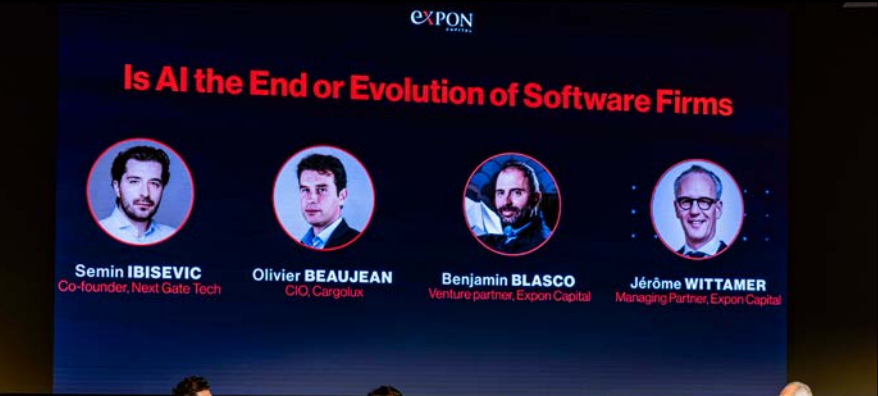 exPON
CAPITAL
Is AI the End or Evolution of Software Firms
Semin IBISEVIC
Co-founder, Next Gate Tech
Olivier BEAUJEAN
CIO, Cargolux
Benjamin BLASCO
Venture partner, Expon Capital
Jérôme WITTAMER
Managing Partner, Expon Capital